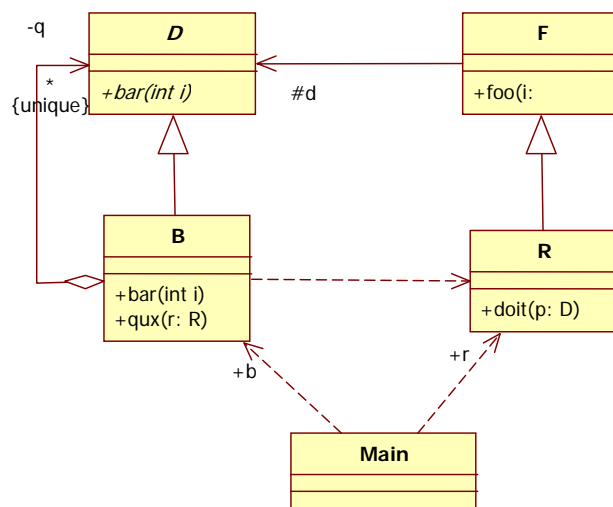 -q
D
F
*
{unique}
+bar(int i)
#d
+foo(i:
B
R
+bar(int i)
+qux(r: R)
+doit(p: D)
+b
+r
Main